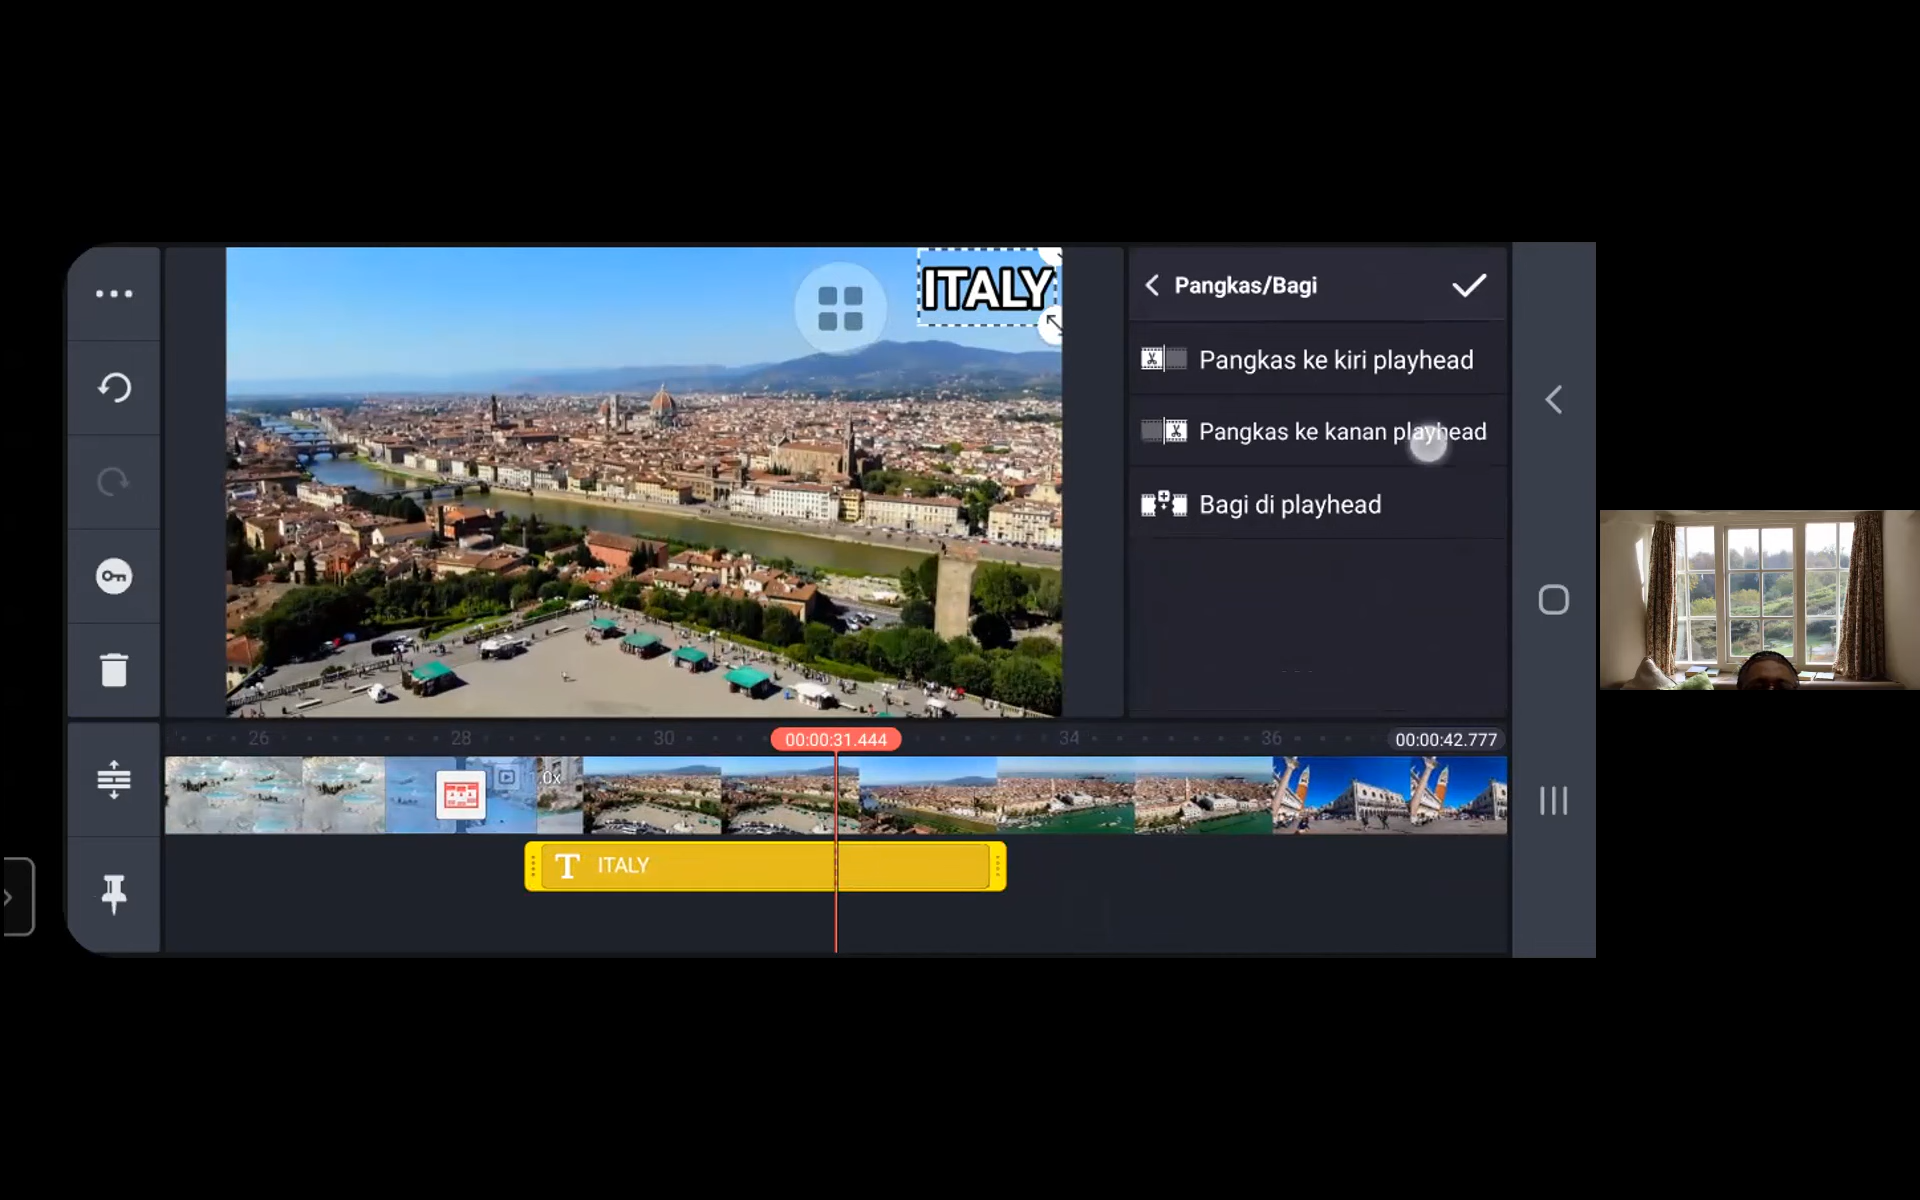 ITALY
Pangkas/Bagi
Pangkas ke kiri playhead
Pangkas ke kanan playhead
Bagi di playhead
26
28
30
00:00:31.444
34
36
00:00:42.777
.0x
T ITALY